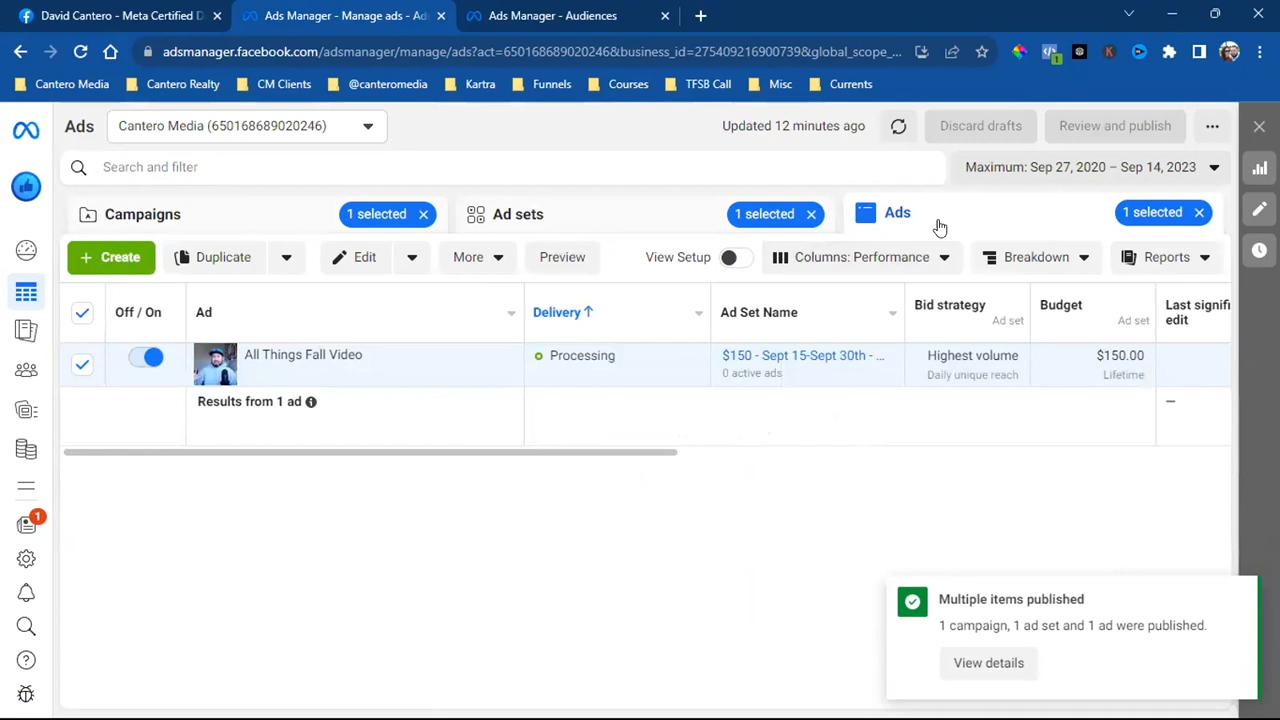 David Cantero - Meta Certified D
Ads Manager - Manage ads - Ads
Ads Manager - Audiences
adsmanager.facebook.com/adsmanager/manage/ads?act=650168689020246&business_id=275409216900739&global_scope_...
Cantero Media
Cantero Realty
CM Clients
@canteromedia
Kartra
Funnels
Courses
TFSB Call
Misc
Currents
Ads
Cantero Media (650168689020246)
Updated 12 minutes ago
Discard drafts
Review and publish
Search and filter
Maximum: Sep 27, 2020 – Sep 14, 2023
Campaigns
1 selected
Ad sets
1 selected
Ads
1 selected
+ Create
Duplicate
Edit
More
Preview
View Setup
Columns: Performance
Breakdown
Reports
Off / On
Ad
Delivery ↑
Ad Set Name
Bid strategy
Ad set
Budget
Ad set
Last signifi
edit
All Things Fall Video
Processing
$150 - Sept 15-Sept 30th - ...
0 active ads
Highest volume
Daily unique reach
$150.00
Lifetime
Results from 1 ad
—
1
Multiple items published
1 campaign, 1 ad set and 1 ad were published.
View details